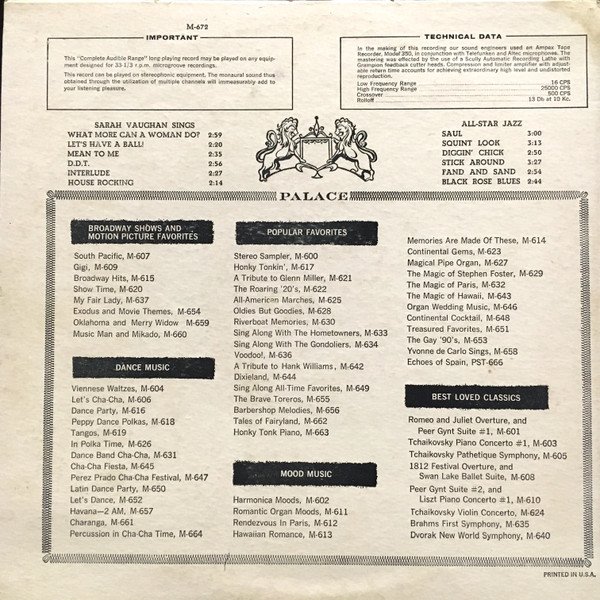 M-672
IMPORTANT
This "Complete Audible Range" long playing record may be played on any equip-
ment designed for 33-1/3 r.p.m. microgroove recordings.
This record can be played on stereophonic equipment. The monaural sound thus
obtained through the utilization of multiple channels will immeasurably add to
your listening pleasure.
TECHNICAL DATA
In the making of this recording our sound engineers used an Ampex Tape
Recorder, Model 350, in conjunction with Telefunken and Altec microphones. The
mastering was effected by the use of a Scully Automatic Recording Lathe with
Grampon feedback cutter heads. Compression and limiter amplifier with adjust-
able return time accounts for achieving extraordinary high level and undistorted
reproduction.
Low Frequency Range 16 CPS
High Frequency Range 25000 CPS
Crossover 500 CPS
Rolloff 13 Db at 10 Kc.
SARAH VAUGHAN SINGS
WHAT MORE CAN A WOMAN DO? 2:59
LET'S HAVE A BALL! 2:20
MEAN TO ME 2:35
D.D.T. 2:56
INTERLUDE 2:27
HOUSE ROCKING 2:14
ALL-STAR JAZZ
SAUL 3:00
SQUINT LOOK 3:13
DIGGIN' CHICK 2:50
STICK AROUND 3:27
FAND AND SAND 2:54
BLACK ROSE BLUES 2:44
PALACE
BROADWAY SHOWS AND
MOTION PICTURE FAVORITES
South Pacific, M-607
Gigi, M-609
Broadway Hits, M-615
Show Time, M-620
My Fair Lady, M-637
Exodus and Movie Themes, M-654
Oklahoma and Merry Widow M-659
Music Man and Mikado, M-660
DANCE MUSIC
Viennese Waltzes, M-604
Let's Cha-Cha, M-606
Dance Party, M-616
Peppy Dance Polkas, M-618
Tangos, M-619
In Polka Time, M-626
Dance Band Cha-Cha, M-631
Cha-Cha Fiesta, M-645
Perez Prado Cha-Cha Festival, M-647
Latin Dance Party, M-650
Let's Dance, M-652
Havana—2 AM, M-657
Charanga, M-661
Percussion in Cha-Cha Time, M-664
POPULAR FAVORITES
Stereo Sampler, M-600
Honky Tonkin', M-617
A Tribute to Glenn Miller, M-621
The Roaring '20's, M-622
All-American Marches, M-625
Oldies But Goodies, M-628
Riverboat Memories, M-630
Sing Along With The Hometowners, M-633
Sing Along With the Gondoliers, M-634
Voodoo!, M-636
A Tribute to Hank Williams, M-642
Dixieland, M-644
Sing Along All-Time Favorites, M-649
The Brave Toreros, M-655
Barbershop Melodies, M-656
Tales of Fairyland, M-662
Honky Tonk Piano, M-663
MOOD MUSIC
Harmonica Moods, M-602
Romantic Organ Moods, M-611
Rendezvous In Paris, M-612
Hawaiian Romance, M-613
Memories Are Made Of These, M-614
Continental Gems, M-623
Magical Pipe Organ, M-627
The Magic of Stephen Foster, M-629
The Magic of Paris, M-632
The Magic of Hawaii, M-643
Organ Wedding Music, M-646
Continental Cocktail, M-648
Treasured Favorites, M-651
The Gay '90's, M-653
Yvonne de Carlo Sings, M-658
Echoes of Spain, PST-666
BEST LOVED CLASSICS
Romeo and Juliet Overture, and
Peer Gynt Suite #1, M-601
Tchaikovsky Piano Concerto #1, M-603
Tchaikovsky Pathetique Symphony, M-605
1812 Festival Overture, and
Swan Lake Ballet Suite, M-608
Peer Gynt Suite #2, and
Liszt Piano Concerto #1, M-610
Tchaikovsky Violin Concerto, M-624
Brahms First Symphony, M-635
Dvorak New World Symphony, M-640
PRINTED IN U.S.A.